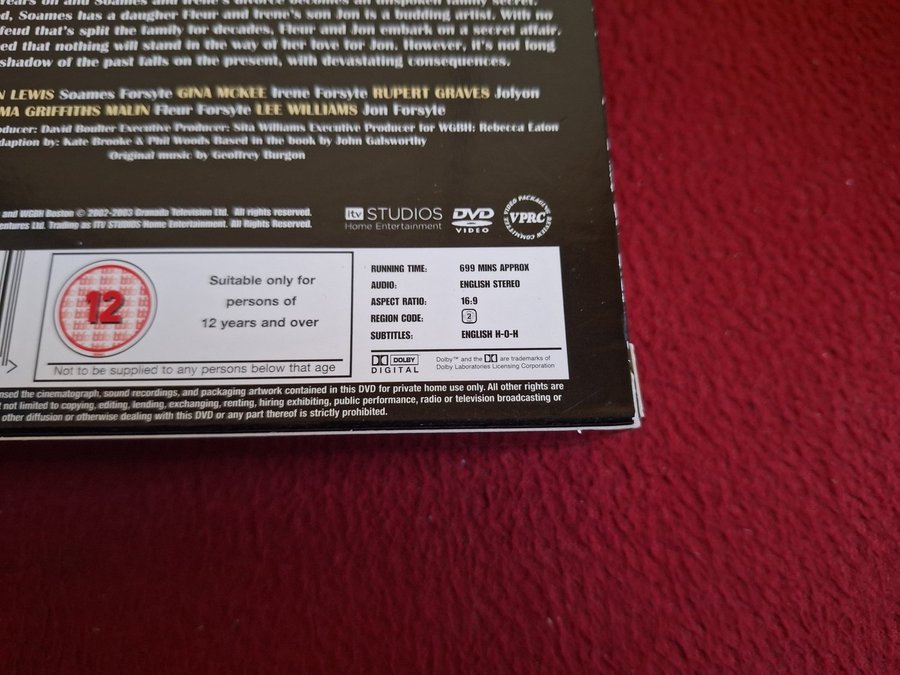 years on and Soames and Irene's divorce becomes an unspoken family secret.
Soames has a daugher Fleur and Irene's son Jon is a budding artist. With no
feud that's split the family for decades, Fleur and Jon embark on a secret affair,
that nothing will stand in the way of her love for Jon. However, it's not long
shadow of the past falls on the present, with devastating consequences.
LEWIS Soames Forsyte GINA MCKEE Irene Forsyte RUPERT GRAVES Jolyon
GRIFFITHS MALIN Fleur Forsyte LEE WILLIAMS Jon Forsyte
David Boulter Executive Producer: Sita Williams Executive Producer for WGBH: Rebecca Eaton
by: Kate Brooke & Phil Woods Based in the book by John Galsworthy
Original music by Geoffrey Burgon
and WGBH Boston © 2002-2003 Granada Television Ltd. All rights reserved.
Ltd. Trading as ITV STUDIOS Home Entertainment. All Rights Reserved.
itv STUDIOS
Home Entertainment
DVD
VIDEO
VIDEO PACKAGING
VPRC
REVIEW COMMITTEE
12
Suitable only for
persons of
12 years and over
Not to be supplied to any persons below that age
RUNNING TIME: 699 MINS APPROX
AUDIO: ENGLISH STEREO
ASPECT RATIO: 16:9
REGION CODE: 2
SUBTITLES: ENGLISH H-O-H
DOLBY
DIGITAL
Dolby™ and the are trademarks of
Dolby Laboratories Licensing Corporation
the cinematograph, sound recordings, and packaging artwork contained in this DVD for private home use only. All other rights are
not limited to copying, editing, lending, exchanging, renting, hiring exhibiting, public performance, radio or television broadcasting or
other diffusion or otherwise dealing with this DVD or any part thereof is strictly prohibited.